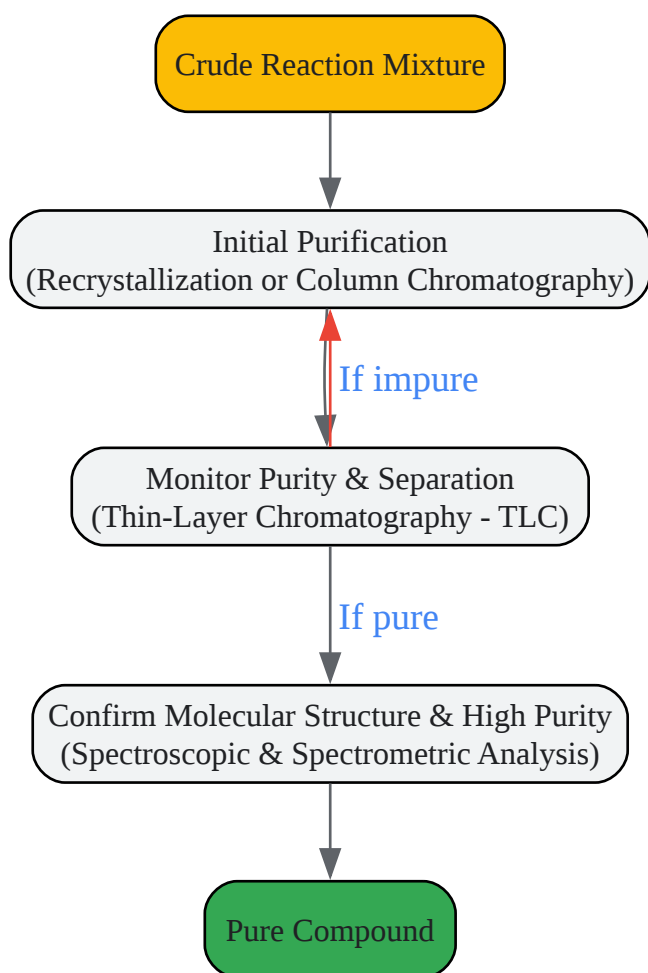 Crude Reaction Mixture
Initial Purification
(Recrystallization or Column Chromatography)
If impure
Monitor Purity & Separation
(Thin-Layer Chromatography - TLC)
If pure
Confirm Molecular Structure & High Purity
(Spectroscopic & Spectrometric Analysis)
Pure Compound